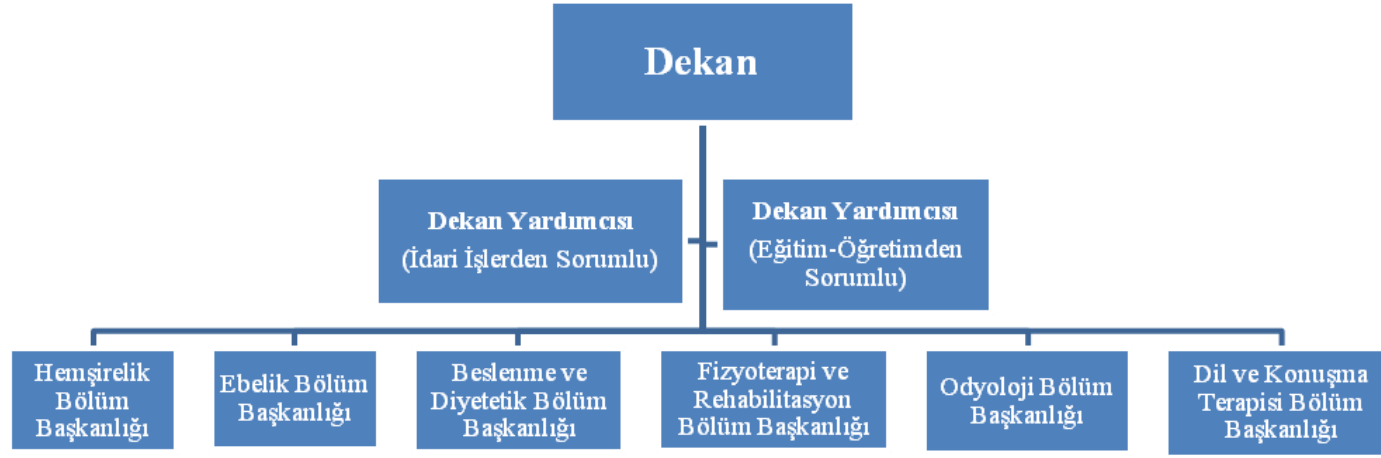 Dekan
Dekan Yardımcısı
(İdari İşlerden Sorumlu)
Dekan Yardımcısı
(Eğitim-Öğretimden
Sorumlu)
Hemşirelik
Bölüm
Başkanlığı
Ebelik Bölüm
Başkanlığı
Beslenme ve
Diyetetik Bölüm
Başkanlığı
Fizyoterapi ve
Rehabilitasyon
Bölüm Başkanlığı
Odyoloji Bölüm
Başkanlığı
Dil ve Konuşma
Terapisi Bölüm
Başkanlığı